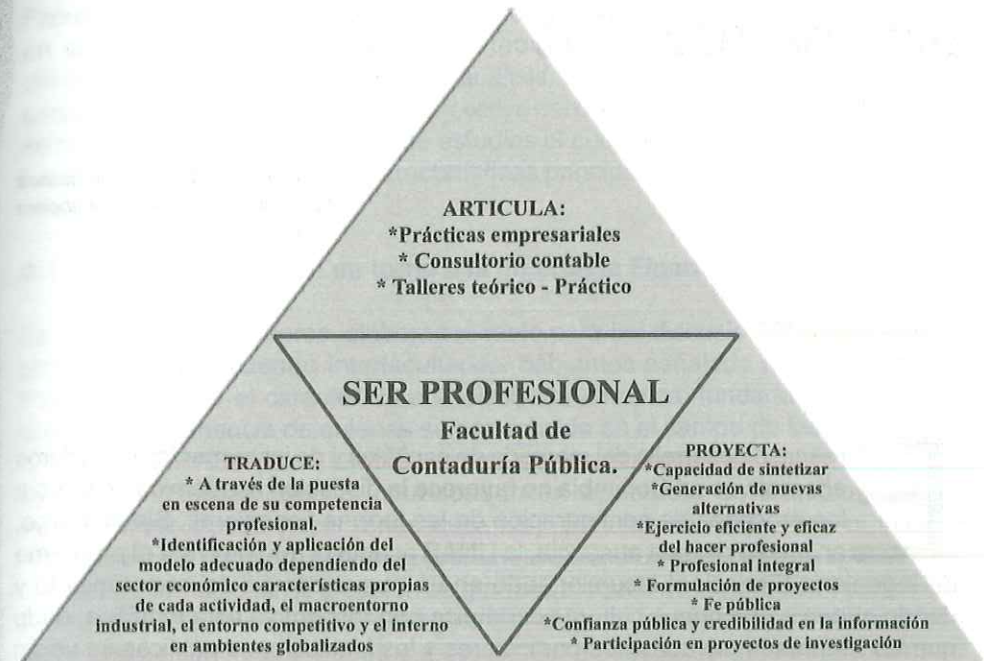 ARTICULA:
*Prácticas empresariales
* Consultorio contable
* Talleres teórico - Práctico
SER PROFESIONAL
Facultad de
Contaduría Pública.
TRADUCE:
* A través de la puesta
en escena de su competencia
profesional.
*Identificación y aplicación del
modelo adecuado dependiendo del
sector económico características propias
de cada actividad, el macroentorno
industrial, el entorno competitivo y el interno
en ambientes globalizados
PROYECTA:
*Capacidad de sintetizar
*Generación de nuevas
alternativas
*Ejercicio eficiente y eficaz
del hacer profesional
* Profesional integral
* Formulación de proyectos
* Fe pública
*Confianza pública y credibilidad en la información
* Participación en proyectos de investigación